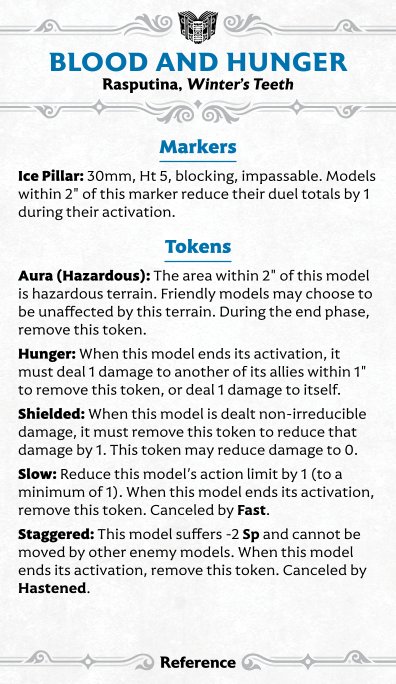 BLOOD AND HUNGER
Rasputina, Winter's Teeth
Markers
Ice Pillar: 30mm, Ht 5, blocking, impassable. Models
within 2" of this marker reduce their duel totals by 1
during their activation.
Tokens
Aura (Hazardous): The area within 2" of this model
is hazardous terrain. Friendly models may choose to
be unaffected by this terrain. During the end phase,
remove this token.
Hunger: When this model ends its activation, it
must deal 1 damage to another of its allies within 1"
to remove this token, or deal 1 damage to itself.
Shielded: When this model is dealt non-irreducible
damage, it must remove this token to reduce that
damage by 1. This token may reduce damage to 0.
Slow: Reduce this model's action limit by 1 (to a
minimum of 1). When this model ends its activation,
remove this token. Canceled by Fast.
Staggered: This model suffers -2 Sp and cannot be
moved by other enemy models. When this model
ends its activation, remove this token. Canceled by
Hastened.
Reference